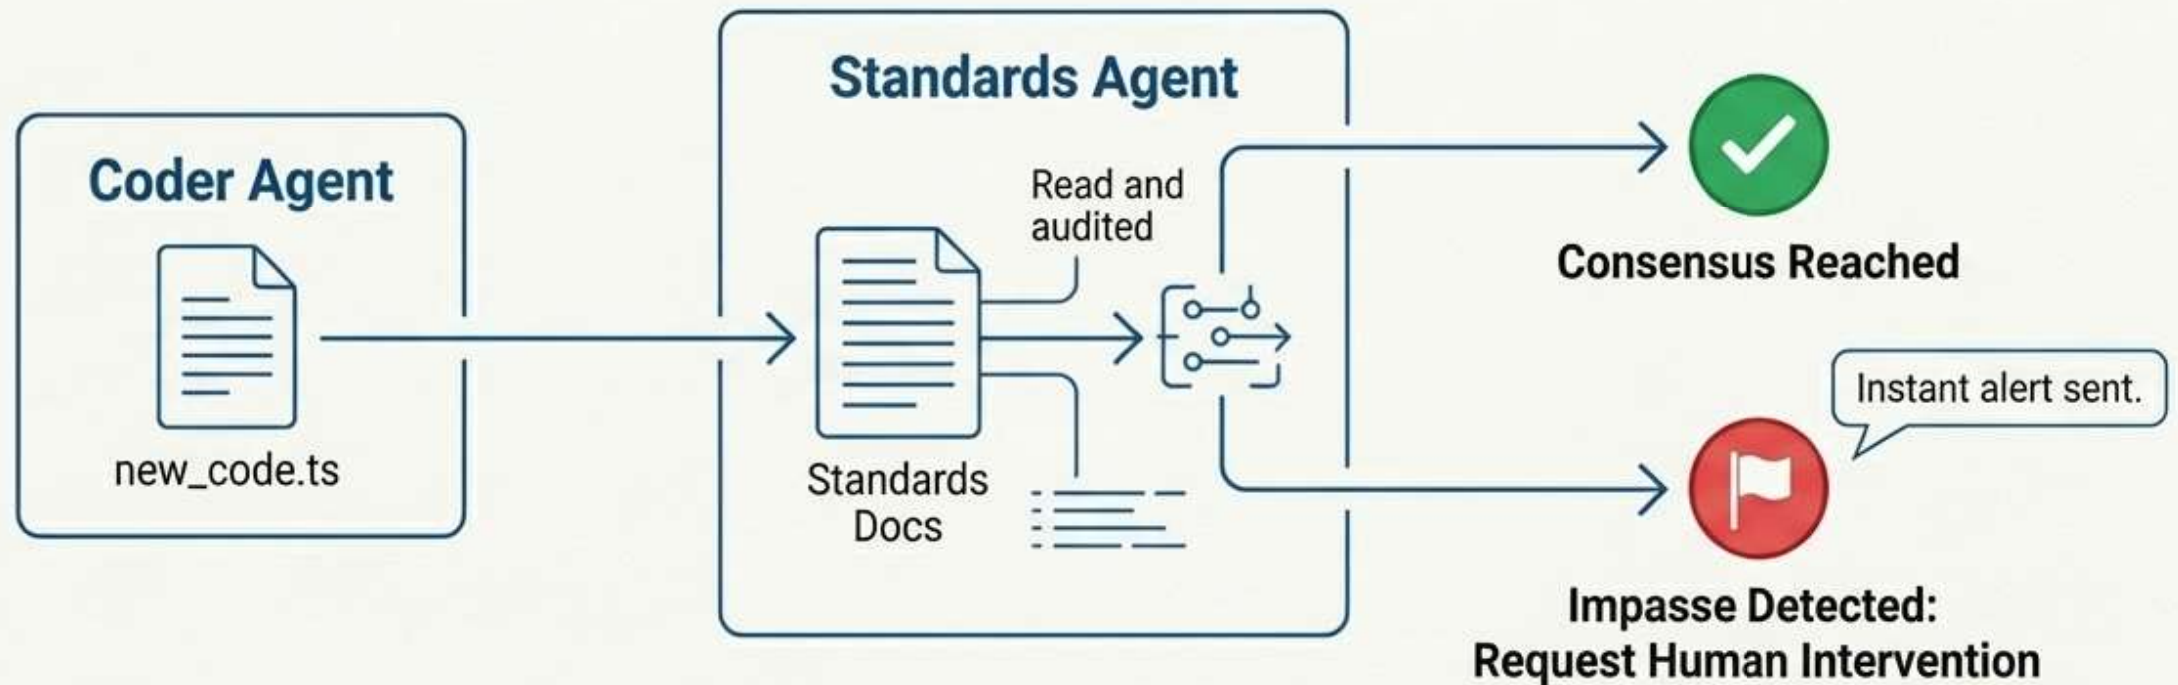 Coder Agent
new_code.ts
Standards Agent
Read and
audited
Standards
Docs
Consensus Reached
Instant alert sent.
Impasse Detected:
Request Human Intervention